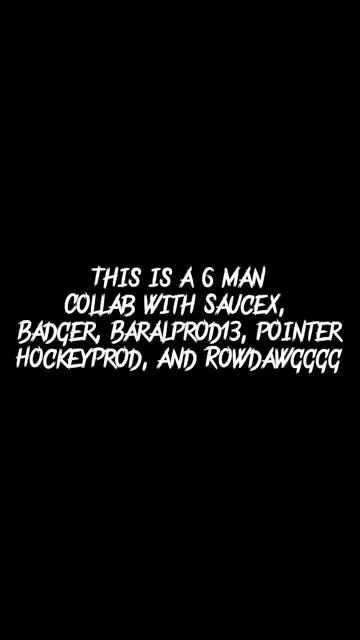 THIS IS A 6 MAN
COLLAB WITH SAUCEX,
BADGER, BARALPROD13, POINTER
HOCKEYPROD, AND ROWDAWGGGG